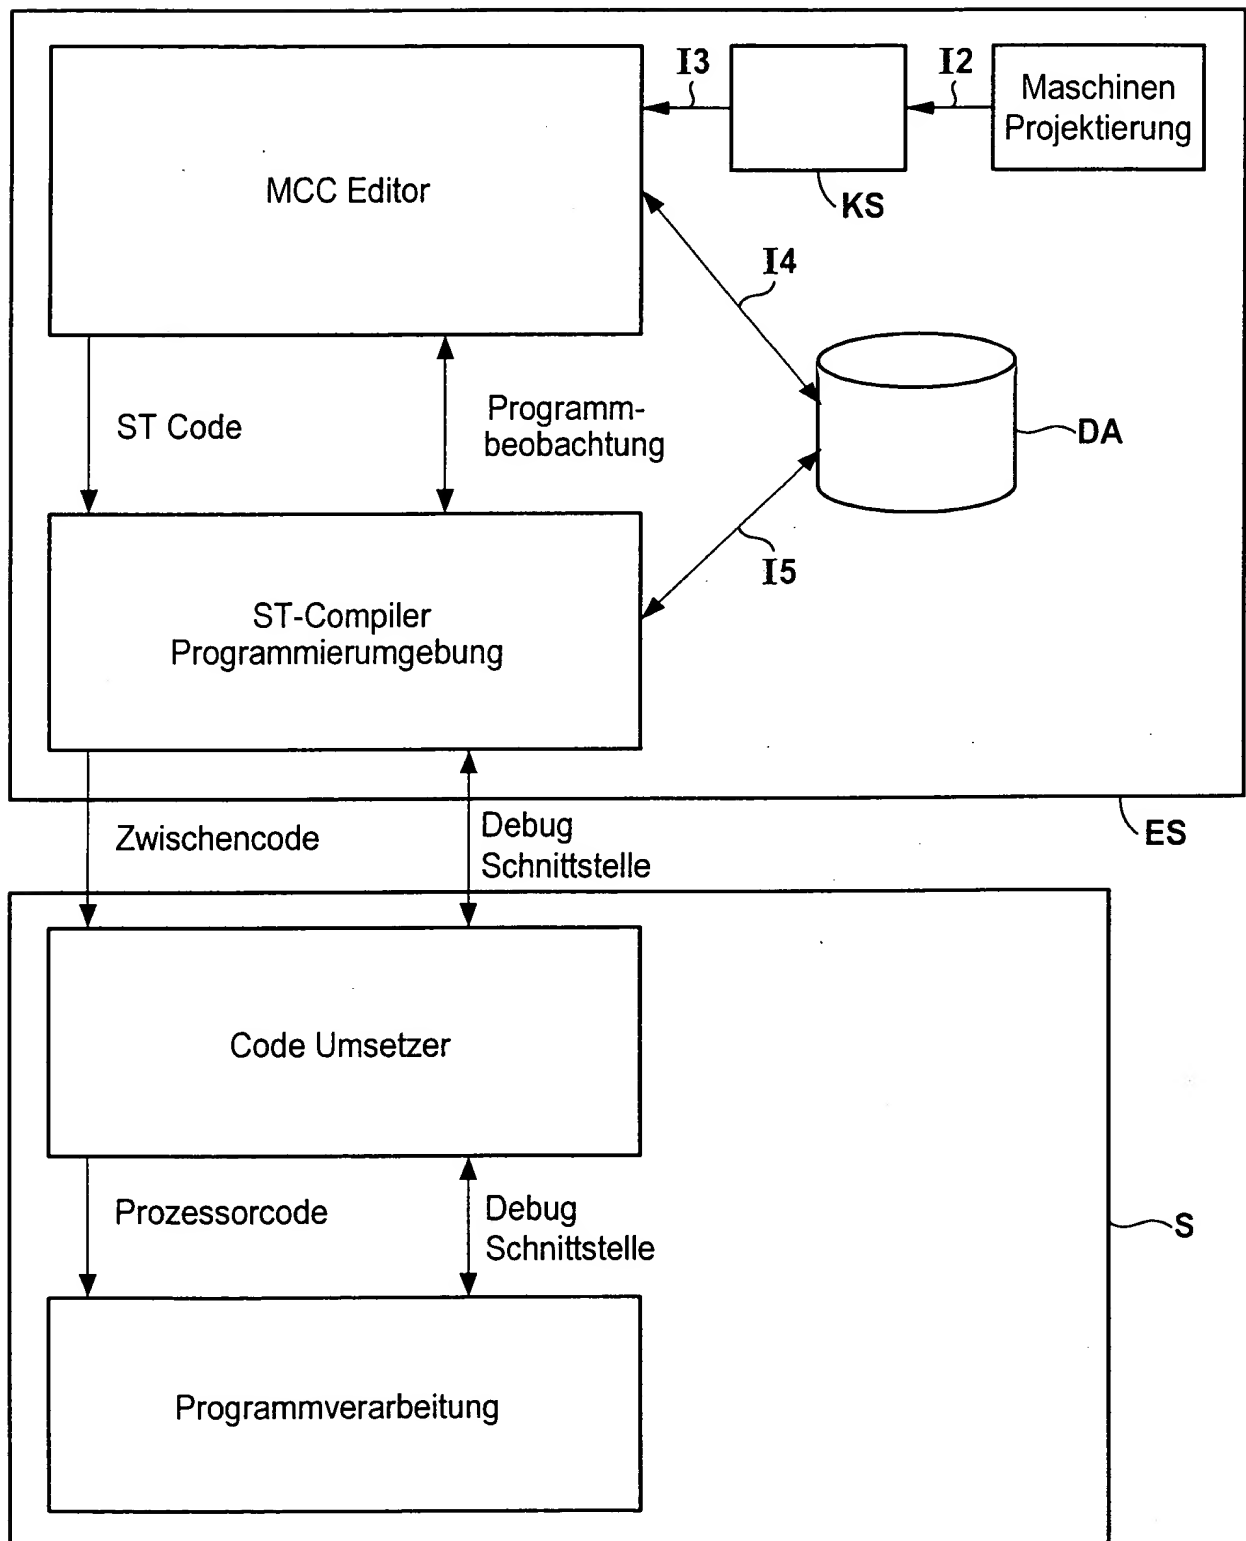 I3
I2
Maschinen
Projektierung
MCC Editor
KS
I4
ST Code
Programm-
beobachtung
DA
I5
ST-Compiler
Programmierumgebung
Zwischencode
Debug
Schnittstelle
ES
Code Umsetzer
Prozessorcode
Debug
Schnittstelle
S
Programmverarbeitung